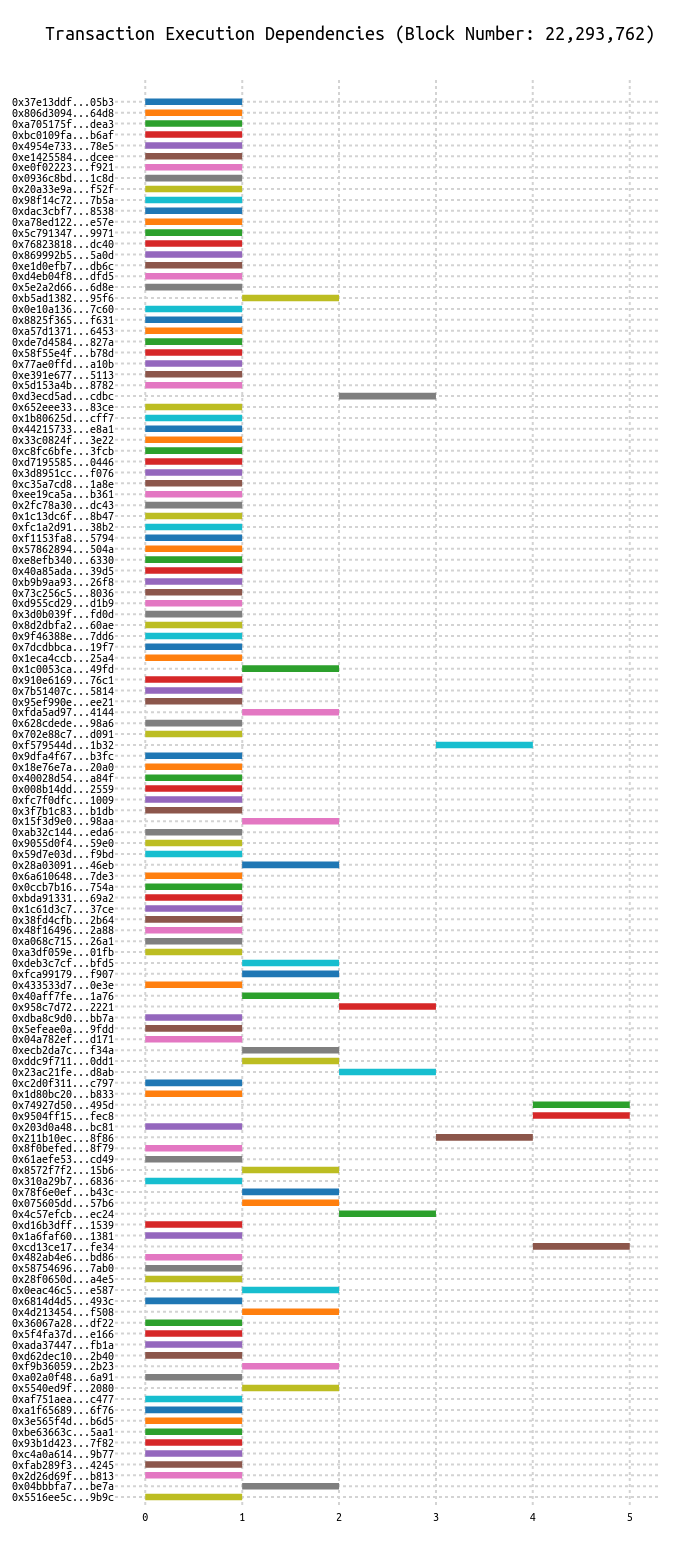 Transaction Execution Dependencies (Block Number: 22,293,762)
0x37e13ddf...05b3
0x806d3094...64d8
0xa705175f...dea3
0xbc0109fa...b6af
0x4954e733...78e5
0xe1425584...dcee
0xe0f02223...f921
0x0936c8bd...1c8d
0x20a33e9a...f52f
0x98f14c72...7b5a
0xdac3cbf7...8538
0xa78ed122...e57e
0x5c791347...9971
0x76823818...dc40
0x869992b5...5a0d
0xe1d0efb7...db6c
0xd4eb04f8...dfd5
0x5e2a2d66...6d8e
0xb5ad1382...95f6
0x0e10a136...7c60
0x8825f365...f631
0xa57d1371...6453
0xde7d4584...827a
0x58f55e4f...b78d
0x77ae0ffd...a10b
0xe391e677...5113
0x5d153a4b...8782
0xd3ecd5ad...cdbc
0x652eee33...83ce
0x1b80625d...cff7
0x44215733...e8a1
0x33c0824f...3e22
0xc8fc6bfe...3fcb
0xd7195585...0446
0x3d8951cc...f076
0xc35a7cd8...1a8e
0xee19ca5a...b361
0x2fc78a30...dc43
0x1c13dc6f...8b47
0xfc1a2d91...38b2
0xf1153fa8...5794
0x57862894...504a
0xe8efb340...6330
0x40a85ada...39d5
0xb9b9aa93...26f8
0x73c256c5...8036
0xd955cd29...d1b9
0x3d0b039f...fd0d
0x8d2dbfa2...60ae
0x9f46388e...7dd6
0x7dcdbbca...19f7
0x1eca4ccb...25a4
0x1c0053ca...49fd
0x910e6169...76c1
0x7b51407c...5814
0x95ef990e...ee21
0xfda5ad97...4144
0x628cdede...98a6
0x702e88c7...d091
0xf579544d...1b32
0x9dfa4f67...b3fc
0x18e76e7a...20a0
0x40028d54...a84f
0x008b14dd...2559
0xfc7f0dfc...1009
0x3f7b1c83...b1db
0x15f3d9e0...98aa
0xab32c144...eda6
0x9055d0f4...59e0
0x59d7e03d...f9bd
0x28a03091...46eb
0x6a610648...7de3
0x0ccb7b16...754a
0xbda91331...69a2
0x1c61d3c7...37ce
0x38fd4cfb...2b64
0x48f16496...2a88
0xa068c715...26a1
0xa3df059e...01fb
0xdeb3c7cf...bfd5
0xfca99179...f907
0x433533d7...0e3e
0x40aff7fe...1a76
0x958c7d72...2221
0xdba8c9d0...bb7a
0x5efeae0a...9fdd
0x04a782ef...d171
0xecb2da7c...f34a
0xddc9f711...0dd1
0x23ac21fe...d8ab
0xc2d0f311...c797
0x1d80bc20...b833
0x74927d50...495d
0x9504ff15...fec8
0x203d0a48...bc81
0x211b10ec...8f86
0x8f0befed...8f79
0x61aefe53...cd49
0x8572f7f2...15b6
0x310a29b7...6836
0x78f6e0ef...b43c
0x075605dd...57b6
0x4c57efcb...ec24
0xd16b3dff...1539
0x1a6faf60...1381
0xcd13ce17...fe34
0x482ab4e6...bd86
0x58754696...7ab0
0x28f0650d...a4e5
0x0eac46c5...e587
0x6814d4d5...493c
0x4d213454...f508
0x36067a28...df22
0x5f4fa37d...e166
0xada37447...fb1a
0xd62dec10...2b40
0xf9b36059...2b23
0xa02a0f48...6a91
0x5540ed9f...2080
0xaf751aea...c477
0xa1f65689...6f76
0x3e565f4d...b6d5
0xbe63663c...5aa1
0x93b1d423...7f82
0xc4a0a614...9b77
0xfab289f3...4245
0x2d26d69f...b813
0x04bbbfa7...be7a
0x5516ee5c...9b9c
0 1 2 3 4 5